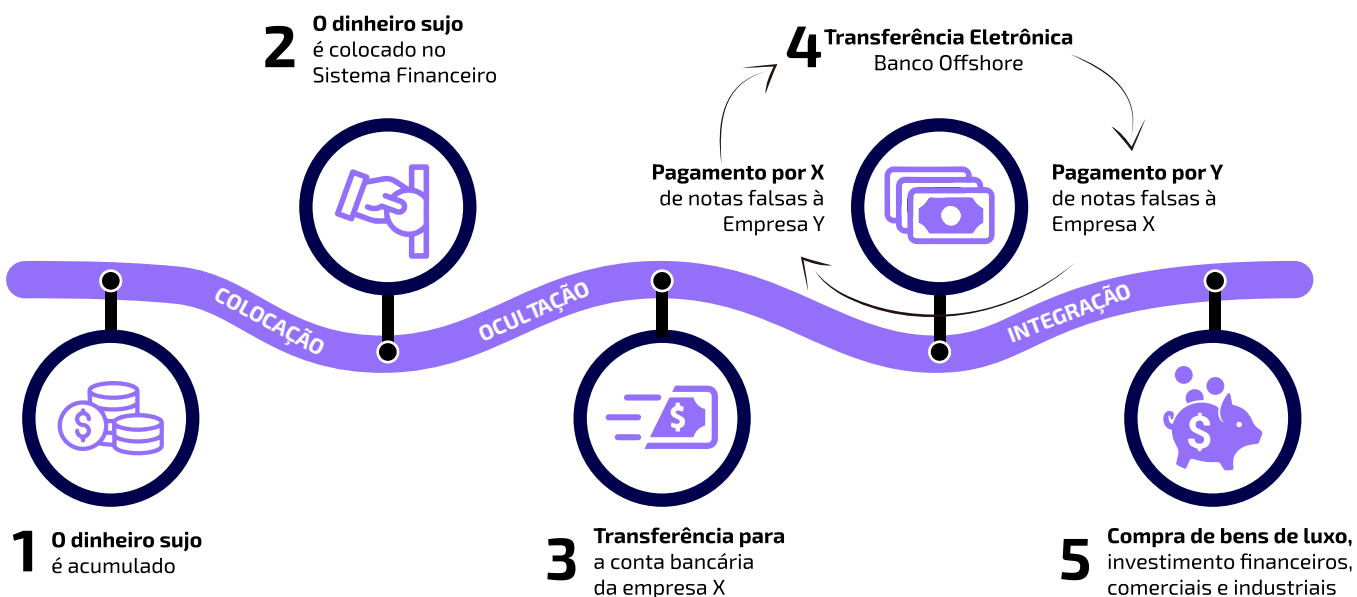 2
O dinheiro sujo
é colocado no
Sistema Financeiro
4
Transferência Eletrônica
Banco Offshore
Pagamento por X
de notas falsas à
Empresa Y
Pagamento por Y
de notas falsas à
Empresa X
COLOCAÇÃO
OCULTAÇÃO
INTEGRAÇÃO
$
$
$
1
O dinheiro sujo
é acumulado
3
Transferência para
a conta bancária
da empresa X
5
Compra de bens de luxo,
investimento financeiros,
comerciais e industriais